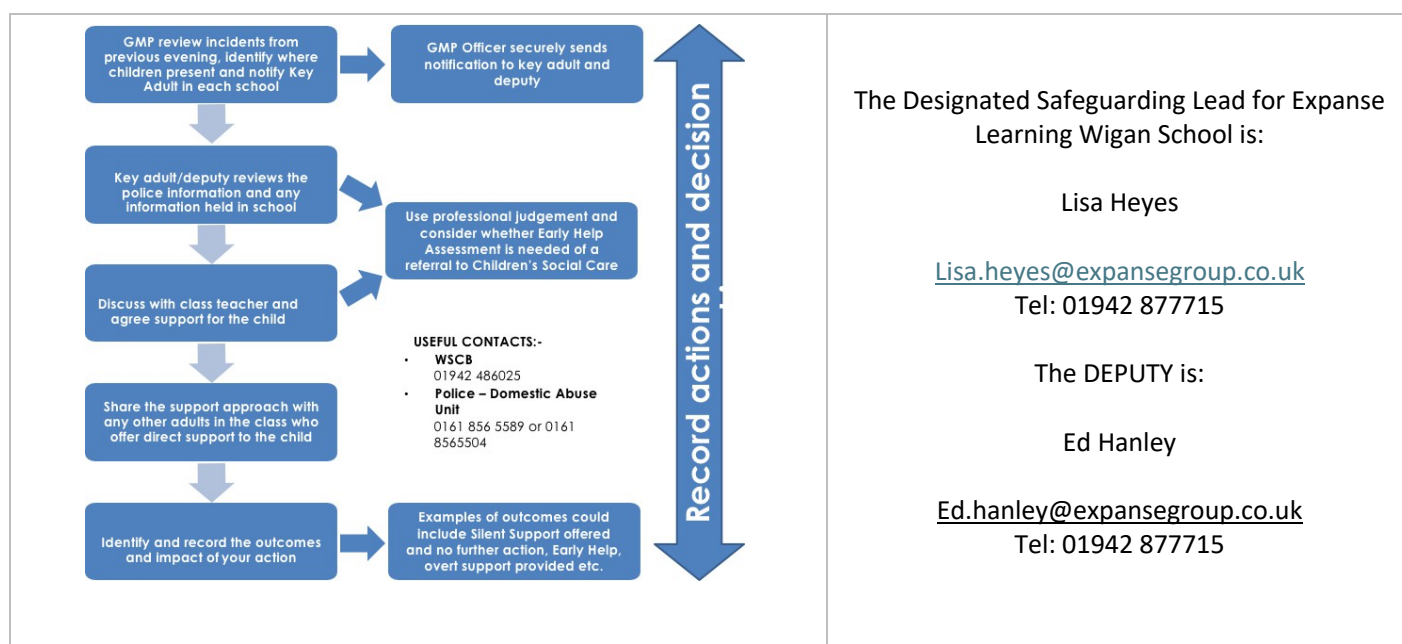 GMP review incidents from
previous evening, identify where
children present and notify Key
Adult in each school
GMP Officer securely sends
notification to key adult and
deputy
Key adult/deputy reviews the
police information and any
information held in school
Use professional judgement and
consider whether Early Help
Assessment is needed of a
referral to Children's Social Care
Discuss with class teacher and
agree support for the child
USEFUL CONTACTS:-
• WSCB
01942 486025
• Police – Domestic Abuse
Unit
0161 856 5589 or 0161
8565504
Share the support approach with
any other adults in the class who
offer direct support to the child
Identify and record the outcomes
and impact of your action
Examples of outcomes could
include Silent Support offered
and no further action, Early Help,
overt support provided etc.
Record actions and decision
The Designated Safeguarding Lead for Expanse
Learning Wigan School is:
Lisa Heyes
Lisa.heyes@expansegroup.co.uk
Tel: 01942 877715
The DEPUTY is:
Ed Hanley
Ed.hanley@expansegroup.co.uk
Tel: 01942 877715